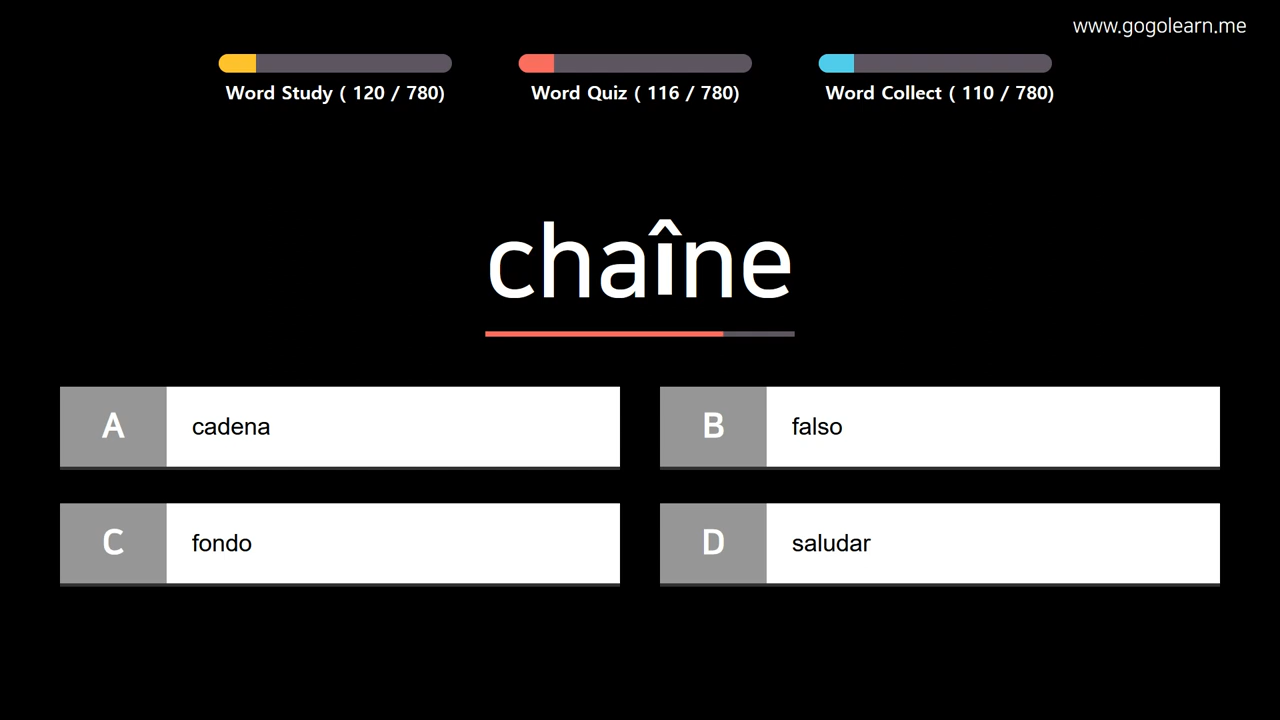 www.gogolearn.me
Word Study ( 120 / 780)
Word Quiz ( 116 / 780)
Word Collect ( 110 / 780)
chaîne
A cadena
B falso
C fondo
D saludar